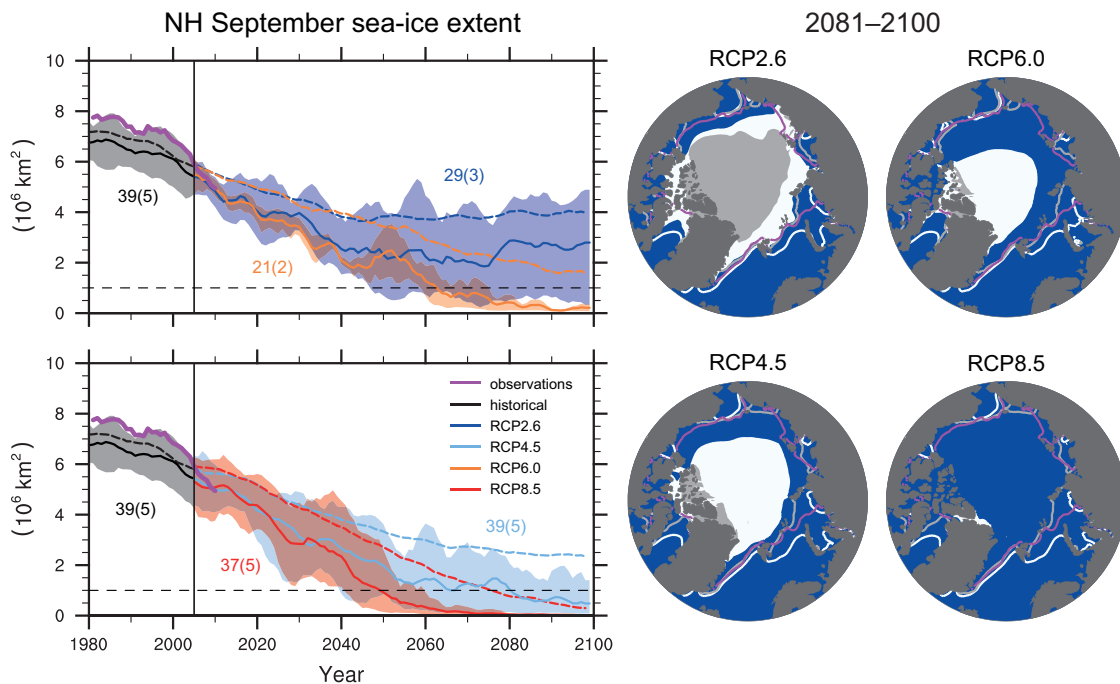 NH September sea-ice extent
2081–2100
RCP2.6
RCP6.0
10
8
6
4
2
0
(10⁶ km²)
39(5)
29(3)
21(2)
RCP4.5
RCP8.5
10
8
6
4
2
0
(10⁶ km²)
observations
historical
RCP2.6
RCP4.5
RCP6.0
RCP8.5
39(5)
39(5)
37(5)
1980 2000 2020 2040 2060 2080 2100
Year